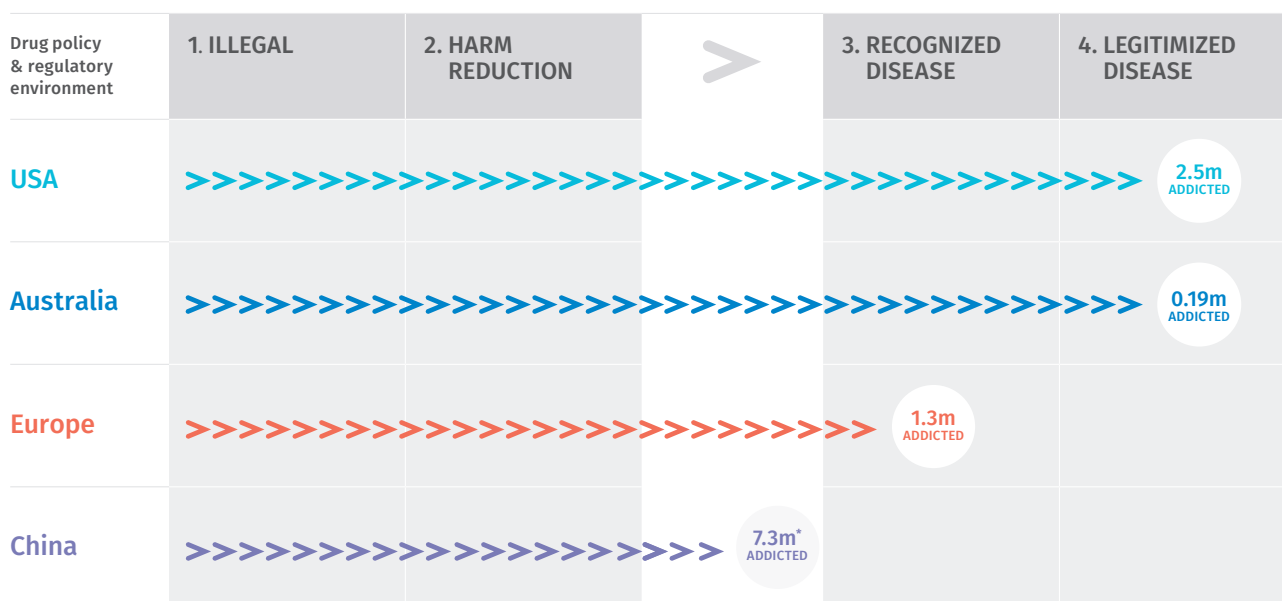 Drug policy
& regulatory
environment
1. ILLEGAL
2. HARM
REDUCTION
3. RECOGNIZED
DISEASE
4. LEGITIMIZED
DISEASE
USA
2.5m
ADDICTED
Australia
0.19m
ADDICTED
Europe
1.3m
ADDICTED
China
7.3m*
ADDICTED